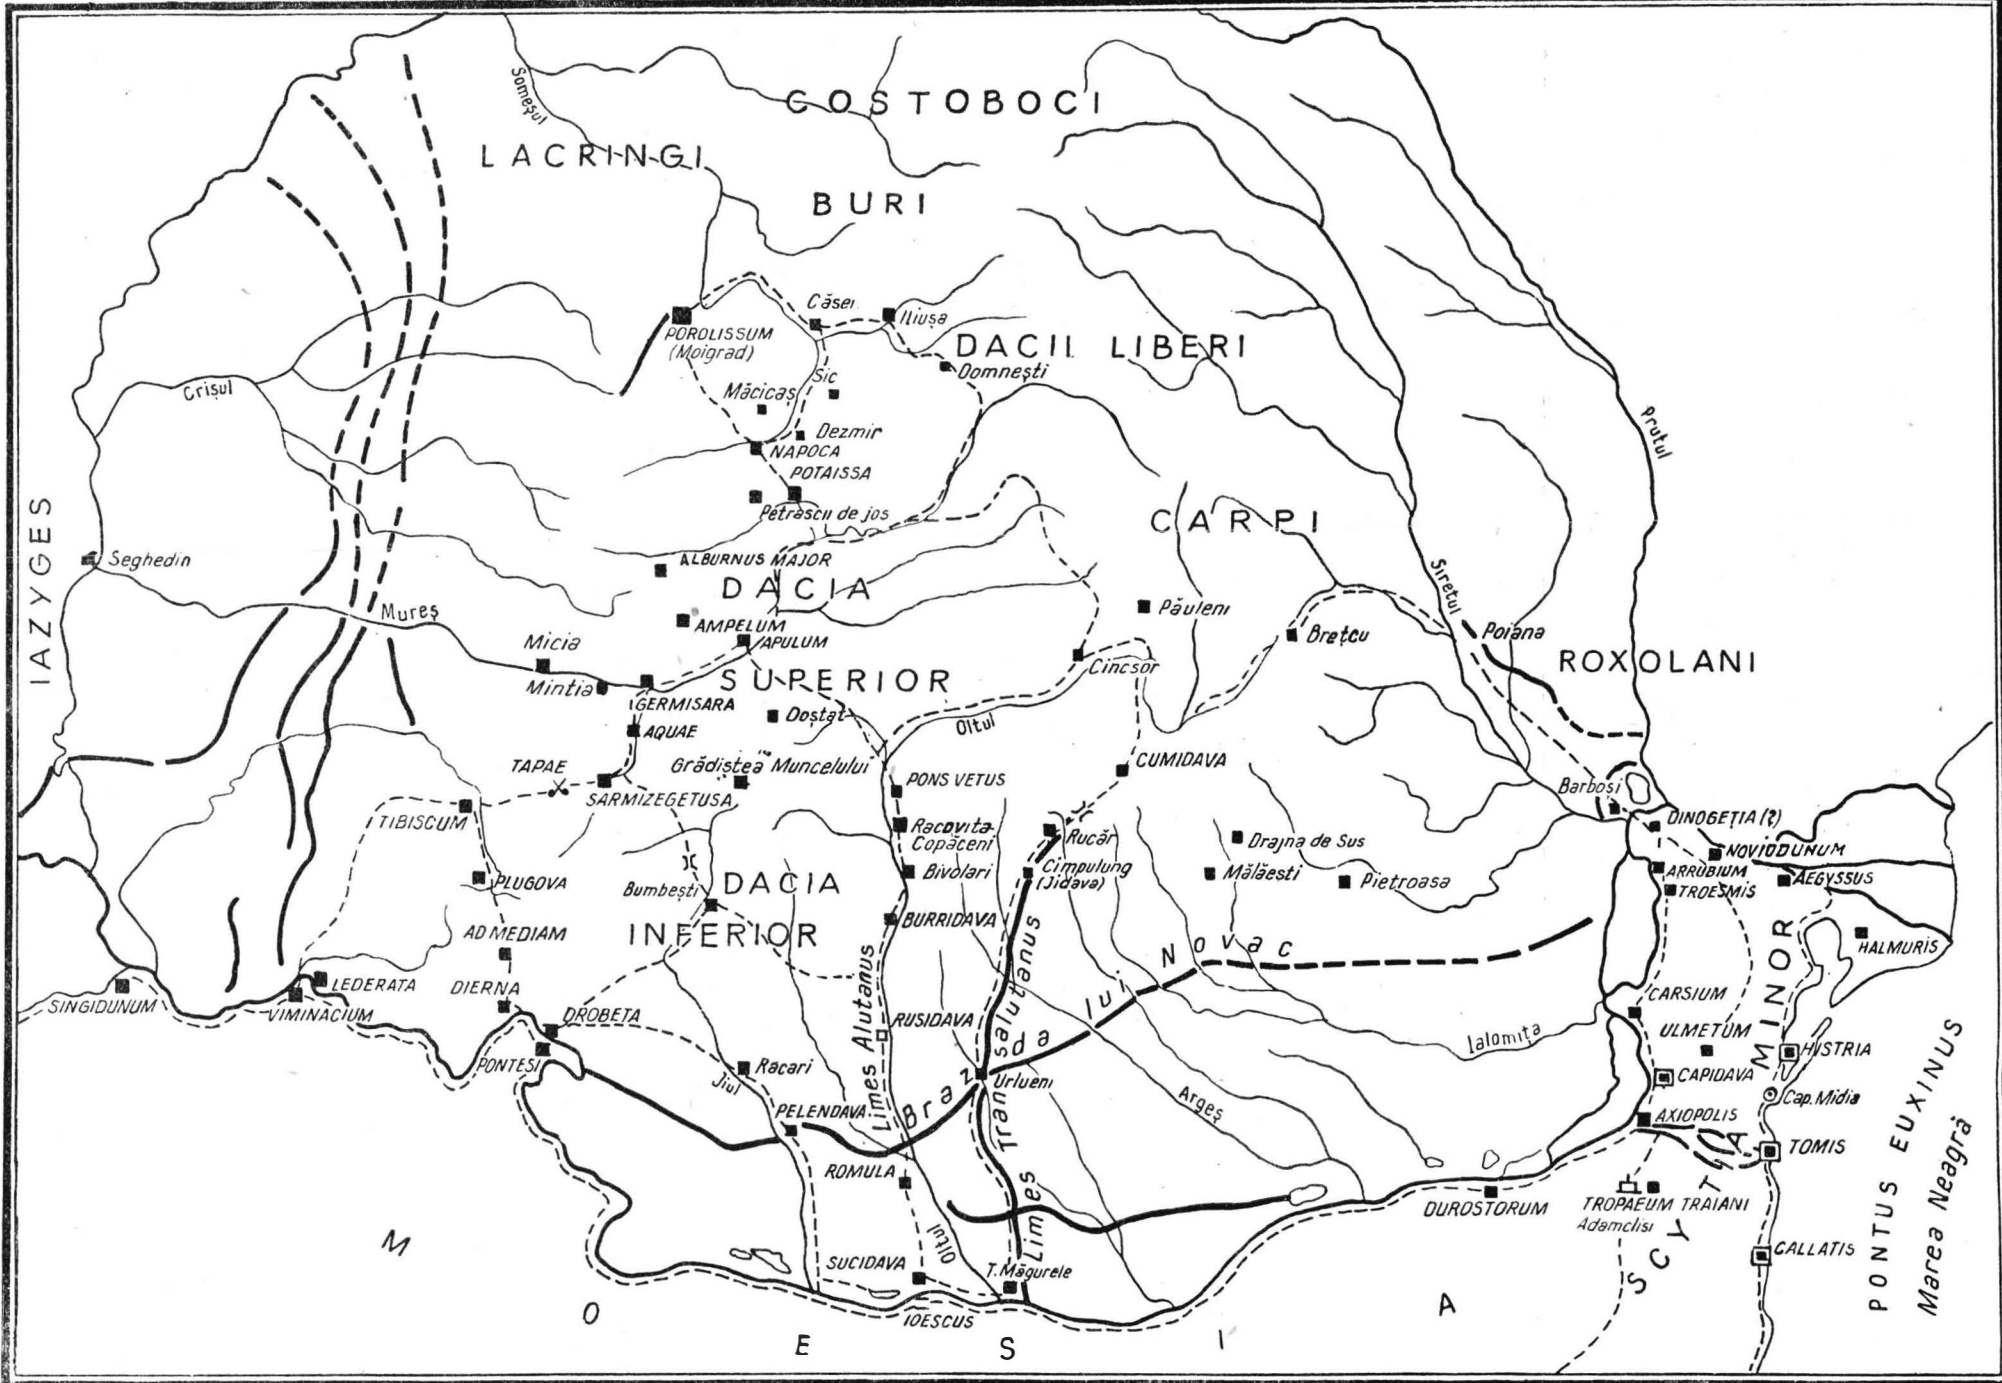 COSTOBOCI
Someșul
LACRINGI
BURI
Căsei
Iliușa
POROLISSUM
(Moigrad)
DACII LIBERI
Domnești
Sic
Crișul
Măcicaș
Dezmir
NAPOCA
POTAISSA
Petrascii de jos
Prutul
CARPI
IAZYGES
Seghedin
ALBURNUS MAJOR
DACIA
Siretul
Mureș
AMPELUM
APULUM
Păuleni
Brețcu
Poiana
Micia
Mintia
Cincsor
ROXOLANI
SUPERIOR
GERMISARA
Doștat
Oltul
AQUAE
TAPAE
Grădiștea Muncelului
SARMIZEGETUSA
PONS VETUS
CUMIDAVA
Barboși
TIBISCUM
Racovita
Copăceni
Rucăr
Drajna de Sus
DINOGEȚIA (?)
NOVIODUNUM
Bivolari
Cimpulung
(Jidava)
Mălăești
Pietroasa
ARRUBIUM
TROESMIS
AEGYSSUS
PLUGOVA
Bumbești
DACIA
INFERIOR
BURRIDAVA
AD MEDIAM
HALMURIS
LEDERATA
DIERNA
SINGIDUNUM
VIMINACIUM
DROBETA
RUSIDAVA
Limes Alutanus
Limes Transalutanus
Brazda lui Novac
CARSIUM
ULMETUM
Ialomița
HISTRIA
PONTES
Racari
Jiul
Urlueni
Argeș
CAPIDAVA
Cap. Midia
PELENDAVA
AXIOPOLIS
TOMIS
ROMULA
DUROSTORUM
TROPAEUM TRAIANI
Adamclisi
SCYTIA MINOR
Oltul
SUCIDAVA
T. Măgurele
CALLATIS
IOESCUS
MOESIA
PONTUS EUXINUS
Marea Neagră